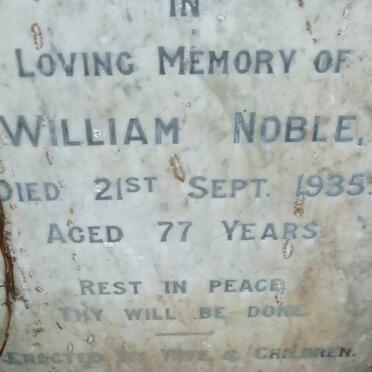 IN
LOVING MEMORY OF
WILLIAM NOBLE,
DIED 21ST SEPT. 1935.
AGED 77 YEARS.
REST IN PEACE
THY WILL BE DONE
ERECTED BY WIFE & CHILDREN.